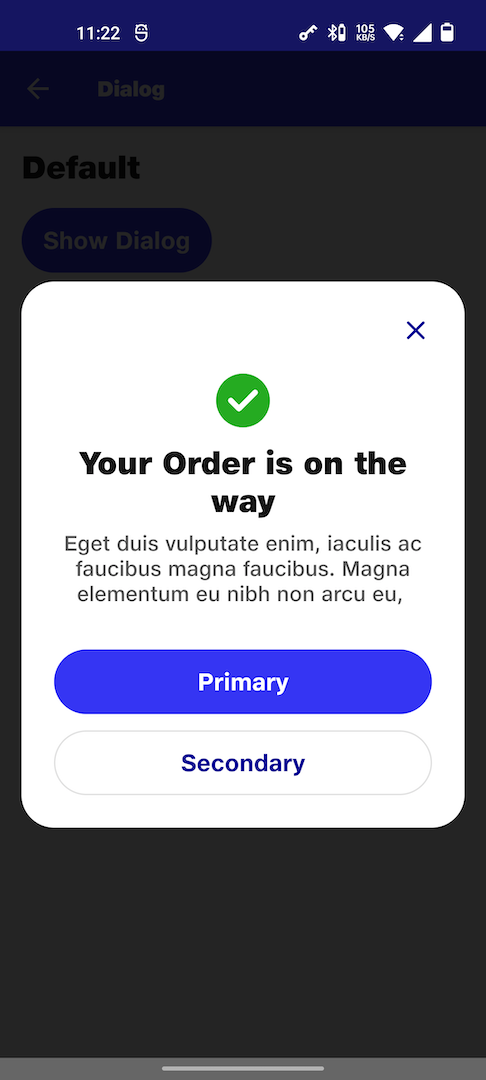 11:22
105
KB/S
Dialog
Default
Show Dialog
Your Order is on the
way
Eget duis vulputate enim, iaculis ac
faucibus magna faucibus. Magna
elementum eu nibh non arcu eu,
Primary
Secondary